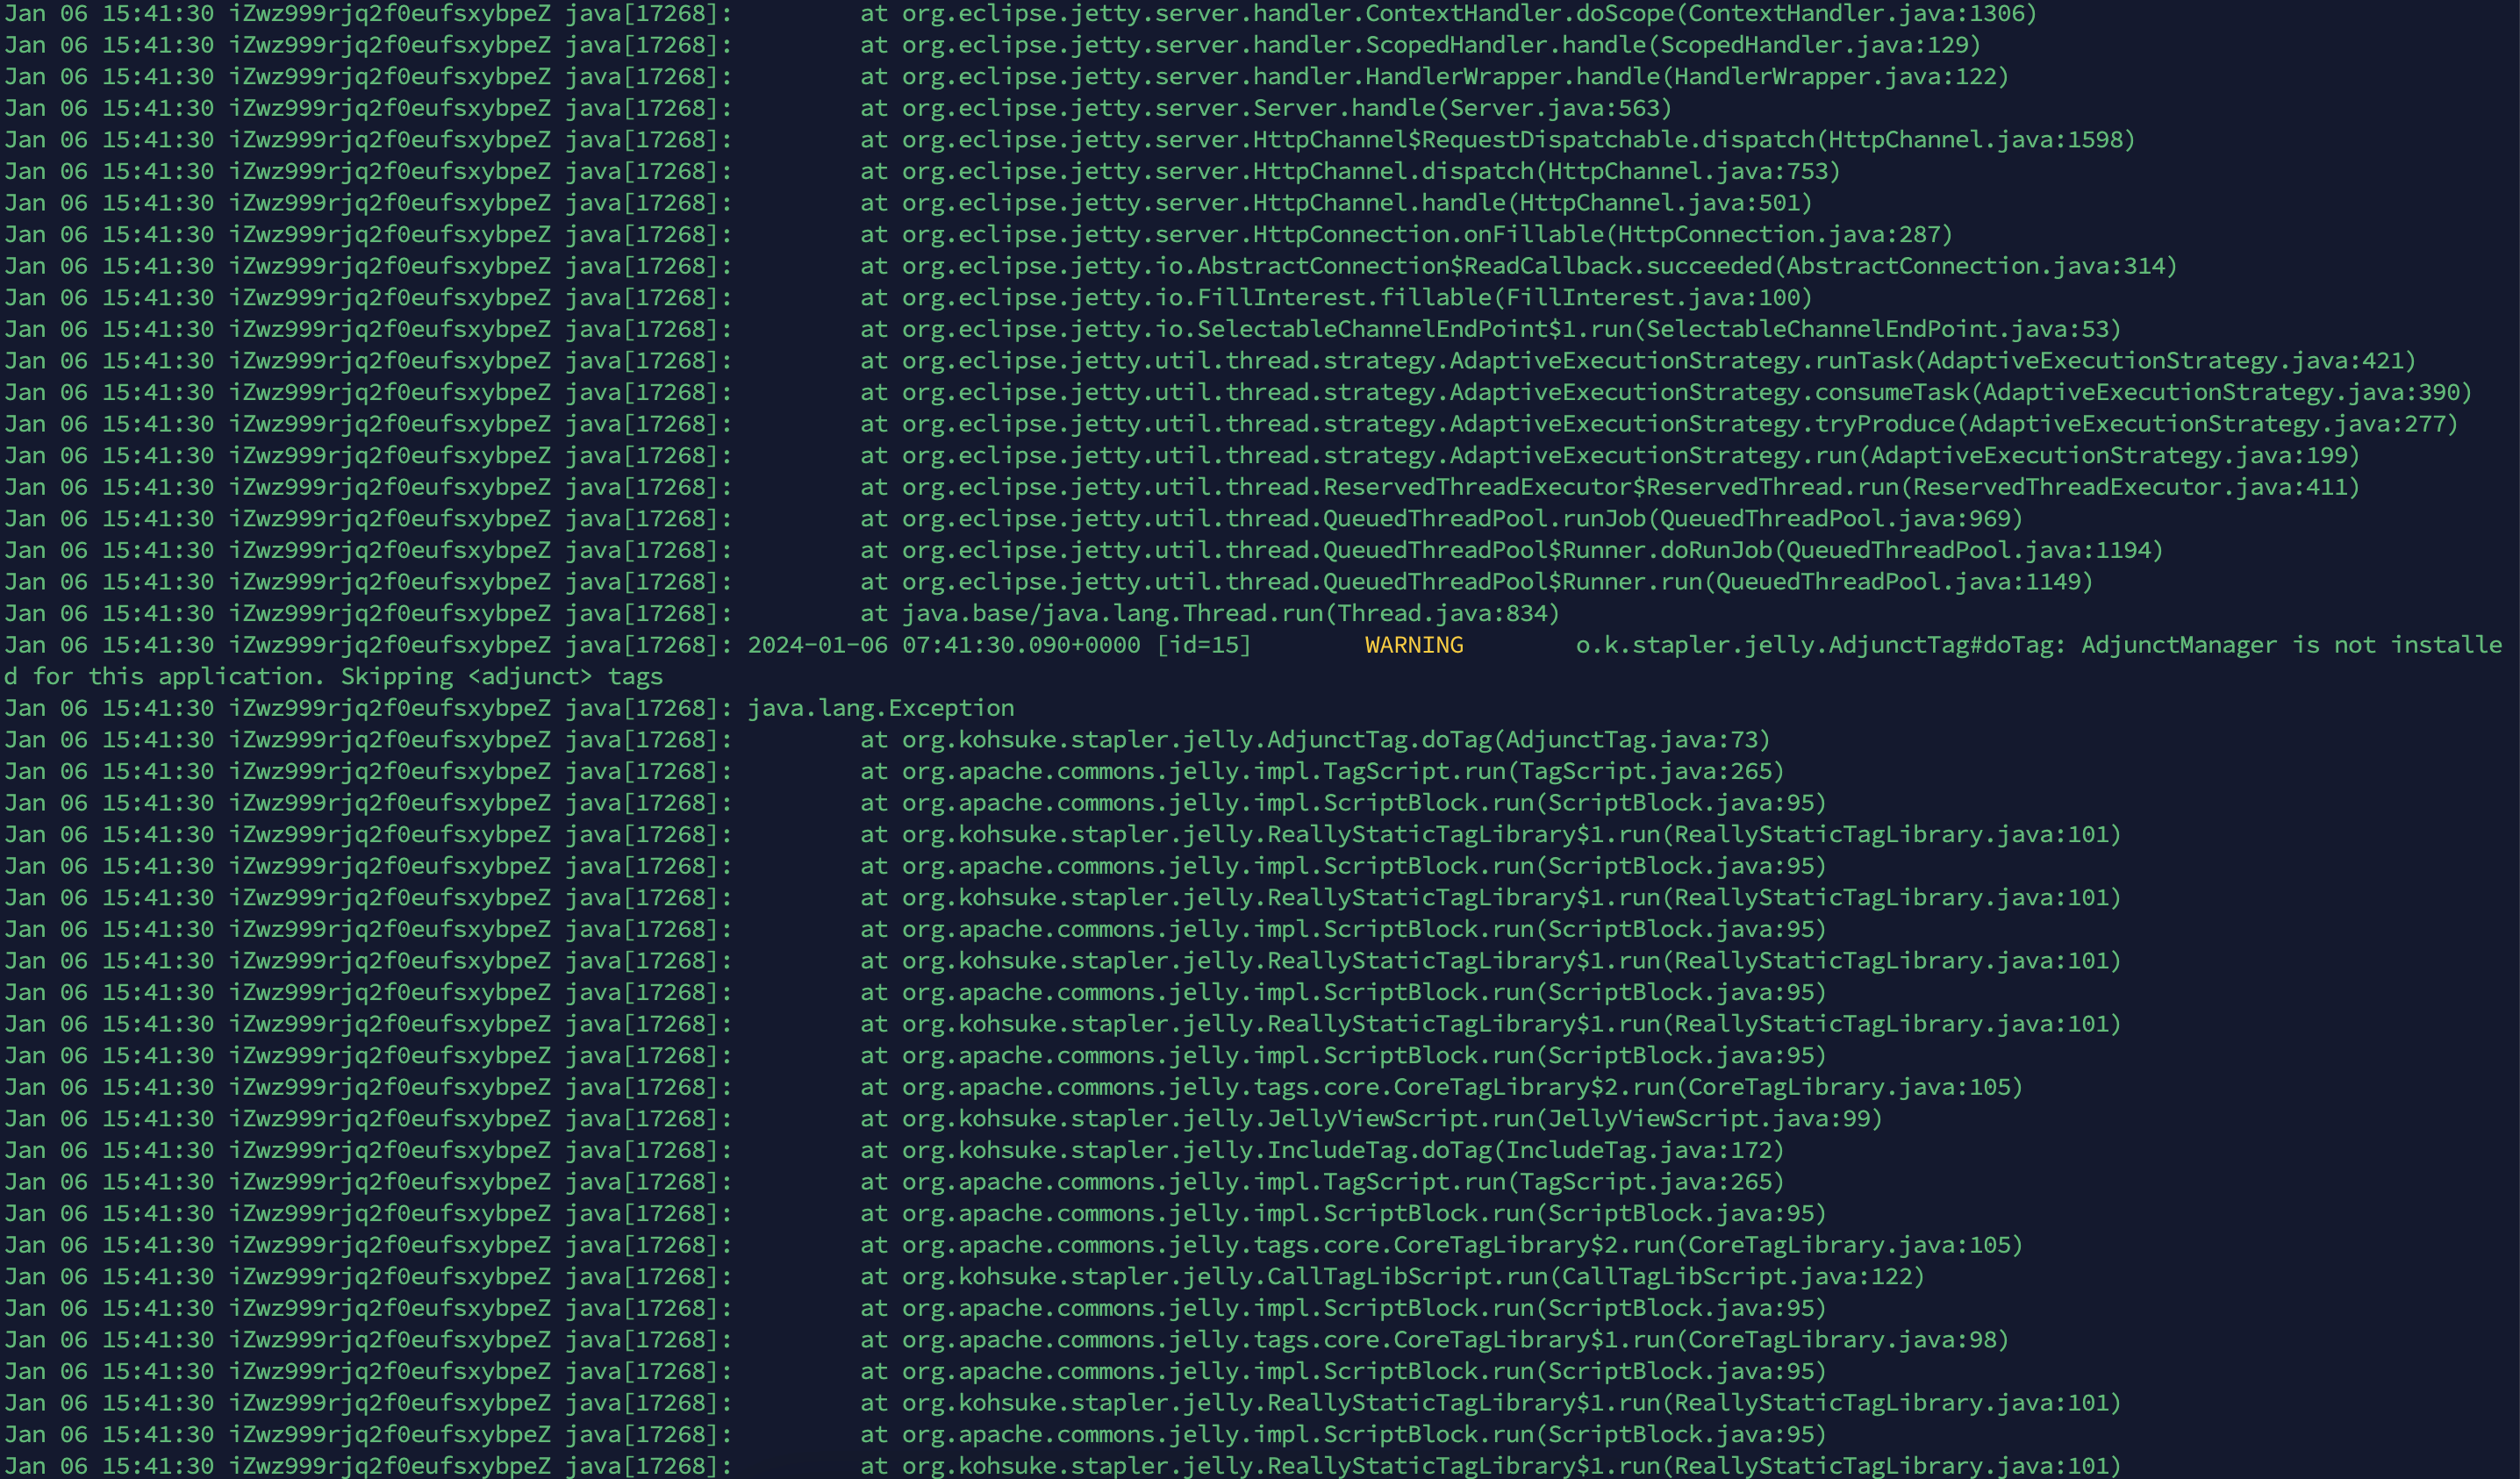 Jan 06 15:41:30 iZwz999rjq2f0eufsxybpeZ java[17268]:         at org.eclipse.jetty.server.handler.ContextHandler.doScope(ContextHandler.java:1306)
Jan 06 15:41:30 iZwz999rjq2f0eufsxybpeZ java[17268]:         at org.eclipse.jetty.server.handler.ScopedHandler.handle(ScopedHandler.java:129)
Jan 06 15:41:30 iZwz999rjq2f0eufsxybpeZ java[17268]:         at org.eclipse.jetty.server.handler.HandlerWrapper.handle(HandlerWrapper.java:122)
Jan 06 15:41:30 iZwz999rjq2f0eufsxybpeZ java[17268]:         at org.eclipse.jetty.server.Server.handle(Server.java:563)
Jan 06 15:41:30 iZwz999rjq2f0eufsxybpeZ java[17268]:         at org.eclipse.jetty.server.HttpChannel$RequestDispatchable.dispatch(HttpChannel.java:1598)
Jan 06 15:41:30 iZwz999rjq2f0eufsxybpeZ java[17268]:         at org.eclipse.jetty.server.HttpChannel.dispatch(HttpChannel.java:753)
Jan 06 15:41:30 iZwz999rjq2f0eufsxybpeZ java[17268]:         at org.eclipse.jetty.server.HttpChannel.handle(HttpChannel.java:501)
Jan 06 15:41:30 iZwz999rjq2f0eufsxybpeZ java[17268]:         at org.eclipse.jetty.server.HttpConnection.onFillable(HttpConnection.java:287)
Jan 06 15:41:30 iZwz999rjq2f0eufsxybpeZ java[17268]:         at org.eclipse.jetty.io.AbstractConnection$ReadCallback.succeeded(AbstractConnection.java:314)
Jan 06 15:41:30 iZwz999rjq2f0eufsxybpeZ java[17268]:         at org.eclipse.jetty.io.FillInterest.fillable(FillInterest.java:100)
Jan 06 15:41:30 iZwz999rjq2f0eufsxybpeZ java[17268]:         at org.eclipse.jetty.io.SelectableChannelEndPoint$1.run(SelectableChannelEndPoint.java:53)
Jan 06 15:41:30 iZwz999rjq2f0eufsxybpeZ java[17268]:         at org.eclipse.jetty.util.thread.strategy.AdaptiveExecutionStrategy.runTask(AdaptiveExecutionStrategy.java:421)
Jan 06 15:41:30 iZwz999rjq2f0eufsxybpeZ java[17268]:         at org.eclipse.jetty.util.thread.strategy.AdaptiveExecutionStrategy.consumeTask(AdaptiveExecutionStrategy.java:390)
Jan 06 15:41:30 iZwz999rjq2f0eufsxybpeZ java[17268]:         at org.eclipse.jetty.util.thread.strategy.AdaptiveExecutionStrategy.tryProduce(AdaptiveExecutionStrategy.java:277)
Jan 06 15:41:30 iZwz999rjq2f0eufsxybpeZ java[17268]:         at org.eclipse.jetty.util.thread.strategy.AdaptiveExecutionStrategy.run(AdaptiveExecutionStrategy.java:199)
Jan 06 15:41:30 iZwz999rjq2f0eufsxybpeZ java[17268]:         at org.eclipse.jetty.util.thread.ReservedThreadExecutor$ReservedThread.run(ReservedThreadExecutor.java:411)
Jan 06 15:41:30 iZwz999rjq2f0eufsxybpeZ java[17268]:         at org.eclipse.jetty.util.thread.QueuedThreadPool.runJob(QueuedThreadPool.java:969)
Jan 06 15:41:30 iZwz999rjq2f0eufsxybpeZ java[17268]:         at org.eclipse.jetty.util.thread.QueuedThreadPool$Runner.doRunJob(QueuedThreadPool.java:1194)
Jan 06 15:41:30 iZwz999rjq2f0eufsxybpeZ java[17268]:         at org.eclipse.jetty.util.thread.QueuedThreadPool$Runner.run(QueuedThreadPool.java:1149)
Jan 06 15:41:30 iZwz999rjq2f0eufsxybpeZ java[17268]:         at java.base/java.lang.Thread.run(Thread.java:834)
Jan 06 15:41:30 iZwz999rjq2f0eufsxybpeZ java[17268]: 2024-01-06 07:41:30.090+0000 [id=15]        WARNING        o.k.stapler.jelly.AdjunctTag#doTag: AdjunctManager is not installe
d for this application. Skipping <adjunct> tags
Jan 06 15:41:30 iZwz999rjq2f0eufsxybpeZ java[17268]: java.lang.Exception
Jan 06 15:41:30 iZwz999rjq2f0eufsxybpeZ java[17268]:         at org.kohsuke.stapler.jelly.AdjunctTag.doTag(AdjunctTag.java:73)
Jan 06 15:41:30 iZwz999rjq2f0eufsxybpeZ java[17268]:         at org.apache.commons.jelly.impl.TagScript.run(TagScript.java:265)
Jan 06 15:41:30 iZwz999rjq2f0eufsxybpeZ java[17268]:         at org.apache.commons.jelly.impl.ScriptBlock.run(ScriptBlock.java:95)
Jan 06 15:41:30 iZwz999rjq2f0eufsxybpeZ java[17268]:         at org.kohsuke.stapler.jelly.ReallyStaticTagLibrary$1.run(ReallyStaticTagLibrary.java:101)
Jan 06 15:41:30 iZwz999rjq2f0eufsxybpeZ java[17268]:         at org.apache.commons.jelly.impl.ScriptBlock.run(ScriptBlock.java:95)
Jan 06 15:41:30 iZwz999rjq2f0eufsxybpeZ java[17268]:         at org.kohsuke.stapler.jelly.ReallyStaticTagLibrary$1.run(ReallyStaticTagLibrary.java:101)
Jan 06 15:41:30 iZwz999rjq2f0eufsxybpeZ java[17268]:         at org.apache.commons.jelly.impl.ScriptBlock.run(ScriptBlock.java:95)
Jan 06 15:41:30 iZwz999rjq2f0eufsxybpeZ java[17268]:         at org.kohsuke.stapler.jelly.ReallyStaticTagLibrary$1.run(ReallyStaticTagLibrary.java:101)
Jan 06 15:41:30 iZwz999rjq2f0eufsxybpeZ java[17268]:         at org.apache.commons.jelly.impl.ScriptBlock.run(ScriptBlock.java:95)
Jan 06 15:41:30 iZwz999rjq2f0eufsxybpeZ java[17268]:         at org.kohsuke.stapler.jelly.ReallyStaticTagLibrary$1.run(ReallyStaticTagLibrary.java:101)
Jan 06 15:41:30 iZwz999rjq2f0eufsxybpeZ java[17268]:         at org.apache.commons.jelly.impl.ScriptBlock.run(ScriptBlock.java:95)
Jan 06 15:41:30 iZwz999rjq2f0eufsxybpeZ java[17268]:         at org.apache.commons.jelly.tags.core.CoreTagLibrary$2.run(CoreTagLibrary.java:105)
Jan 06 15:41:30 iZwz999rjq2f0eufsxybpeZ java[17268]:         at org.kohsuke.stapler.jelly.JellyViewScript.run(JellyViewScript.java:99)
Jan 06 15:41:30 iZwz999rjq2f0eufsxybpeZ java[17268]:         at org.kohsuke.stapler.jelly.IncludeTag.doTag(IncludeTag.java:172)
Jan 06 15:41:30 iZwz999rjq2f0eufsxybpeZ java[17268]:         at org.apache.commons.jelly.impl.TagScript.run(TagScript.java:265)
Jan 06 15:41:30 iZwz999rjq2f0eufsxybpeZ java[17268]:         at org.apache.commons.jelly.impl.ScriptBlock.run(ScriptBlock.java:95)
Jan 06 15:41:30 iZwz999rjq2f0eufsxybpeZ java[17268]:         at org.apache.commons.jelly.tags.core.CoreTagLibrary$2.run(CoreTagLibrary.java:105)
Jan 06 15:41:30 iZwz999rjq2f0eufsxybpeZ java[17268]:         at org.kohsuke.stapler.jelly.CallTagLibScript.run(CallTagLibScript.java:122)
Jan 06 15:41:30 iZwz999rjq2f0eufsxybpeZ java[17268]:         at org.apache.commons.jelly.impl.ScriptBlock.run(ScriptBlock.java:95)
Jan 06 15:41:30 iZwz999rjq2f0eufsxybpeZ java[17268]:         at org.apache.commons.jelly.tags.core.CoreTagLibrary$1.run(CoreTagLibrary.java:98)
Jan 06 15:41:30 iZwz999rjq2f0eufsxybpeZ java[17268]:         at org.apache.commons.jelly.impl.ScriptBlock.run(ScriptBlock.java:95)
Jan 06 15:41:30 iZwz999rjq2f0eufsxybpeZ java[17268]:         at org.kohsuke.stapler.jelly.ReallyStaticTagLibrary$1.run(ReallyStaticTagLibrary.java:101)
Jan 06 15:41:30 iZwz999rjq2f0eufsxybpeZ java[17268]:         at org.apache.commons.jelly.impl.ScriptBlock.run(ScriptBlock.java:95)
Jan 06 15:41:30 iZwz999rjq2f0eufsxybpeZ java[17268]:         at org.kohsuke.stapler.jelly.ReallyStaticTagLibrary$1.run(ReallyStaticTagLibrary.java:101)